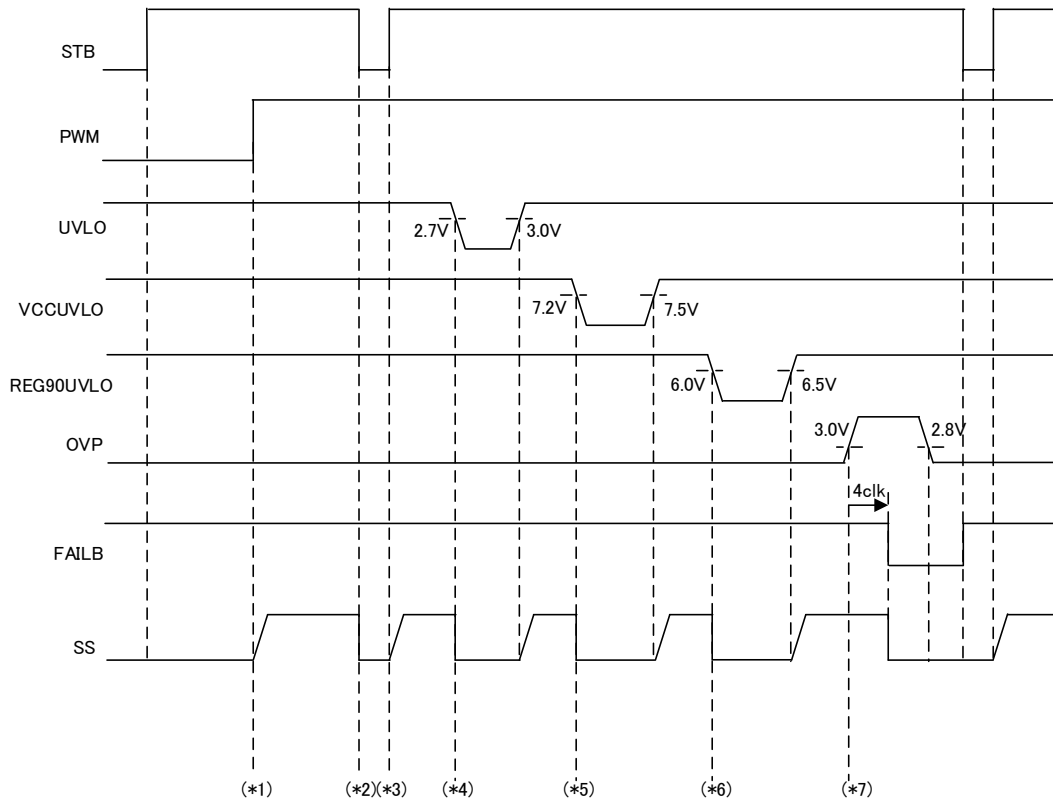 STB
PWM
UVLO
2.7V 3.0V
VCCUVLO
7.2V 7.5V
REG90UVLO
6.0V 6.5V
OVP
3.0V 2.8V
4clk
FAILB
SS
(*1) (*2)(*3) (*4) (*5) (*6) (*7)